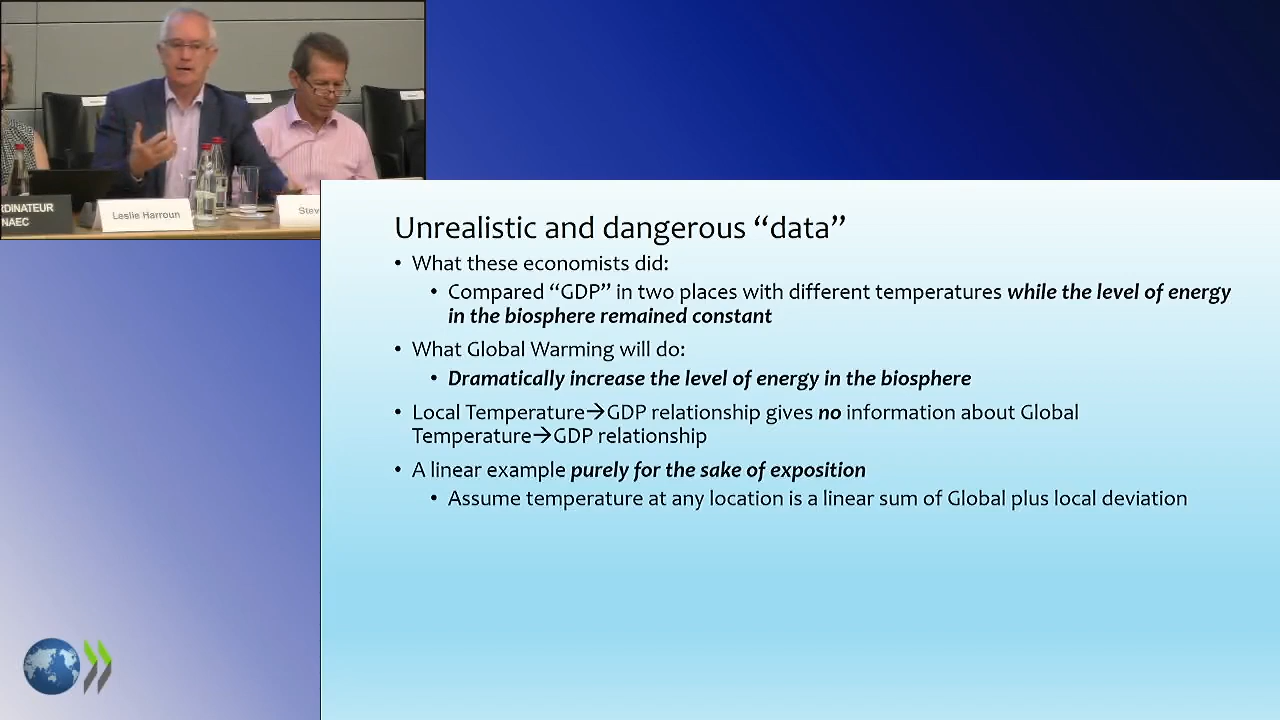 RDINATEUR
NAEC
Leslie Harroun
Stev
Unrealistic and dangerous “data”
• What these economists did:
• Compared “GDP” in two places with different temperatures while the level of energy
in the biosphere remained constant
• What Global Warming will do:
• Dramatically increase the level of energy in the biosphere
• Local Temperature→GDP relationship gives no information about Global
Temperature→GDP relationship
• A linear example purely for the sake of exposition
• Assume temperature at any location is a linear sum of Global plus local deviation